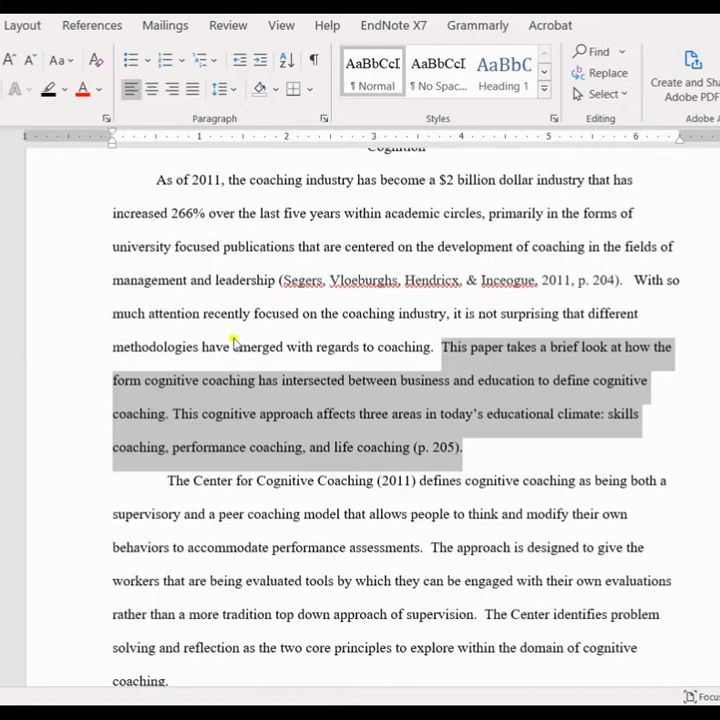 Layout References Mailings Review View Help EndNote X7 Grammarly Acrobat
A A Aa A ¶ AaBbCcI AaBbCcI AaBbC Find
A A ¶ Normal ¶ No Spac... Heading 1 Replace Create and Sha
Select Adobe PDF
Paragraph Styles Editing Adobe A
1 1 2 3 4 5 6
Cognition
As of 2011, the coaching industry has become a $2 billion dollar industry that has
increased 266% over the last five years within academic circles, primarily in the forms of
university focused publications that are centered on the development of coaching in the fields of
management and leadership (Segers, Vloeburghs, Hendricx, & Inceogue, 2011, p. 204). With so
much attention recently focused on the coaching industry, it is not surprising that different
methodologies have emerged with regards to coaching. This paper takes a brief look at how the
form cognitive coaching has intersected between business and education to define cognitive
coaching. This cognitive approach affects three areas in today's educational climate: skills
coaching, performance coaching, and life coaching (p. 205).
The Center for Cognitive Coaching (2011) defines cognitive coaching as being both a
supervisory and a peer coaching model that allows people to think and modify their own
behaviors to accommodate performance assessments. The approach is designed to give the
workers that are being evaluated tools by which they can be engaged with their own evaluations
rather than a more tradition top down approach of supervision. The Center identifies problem
solving and reflection as the two core principles to explore within the domain of cognitive
coaching.
Focus